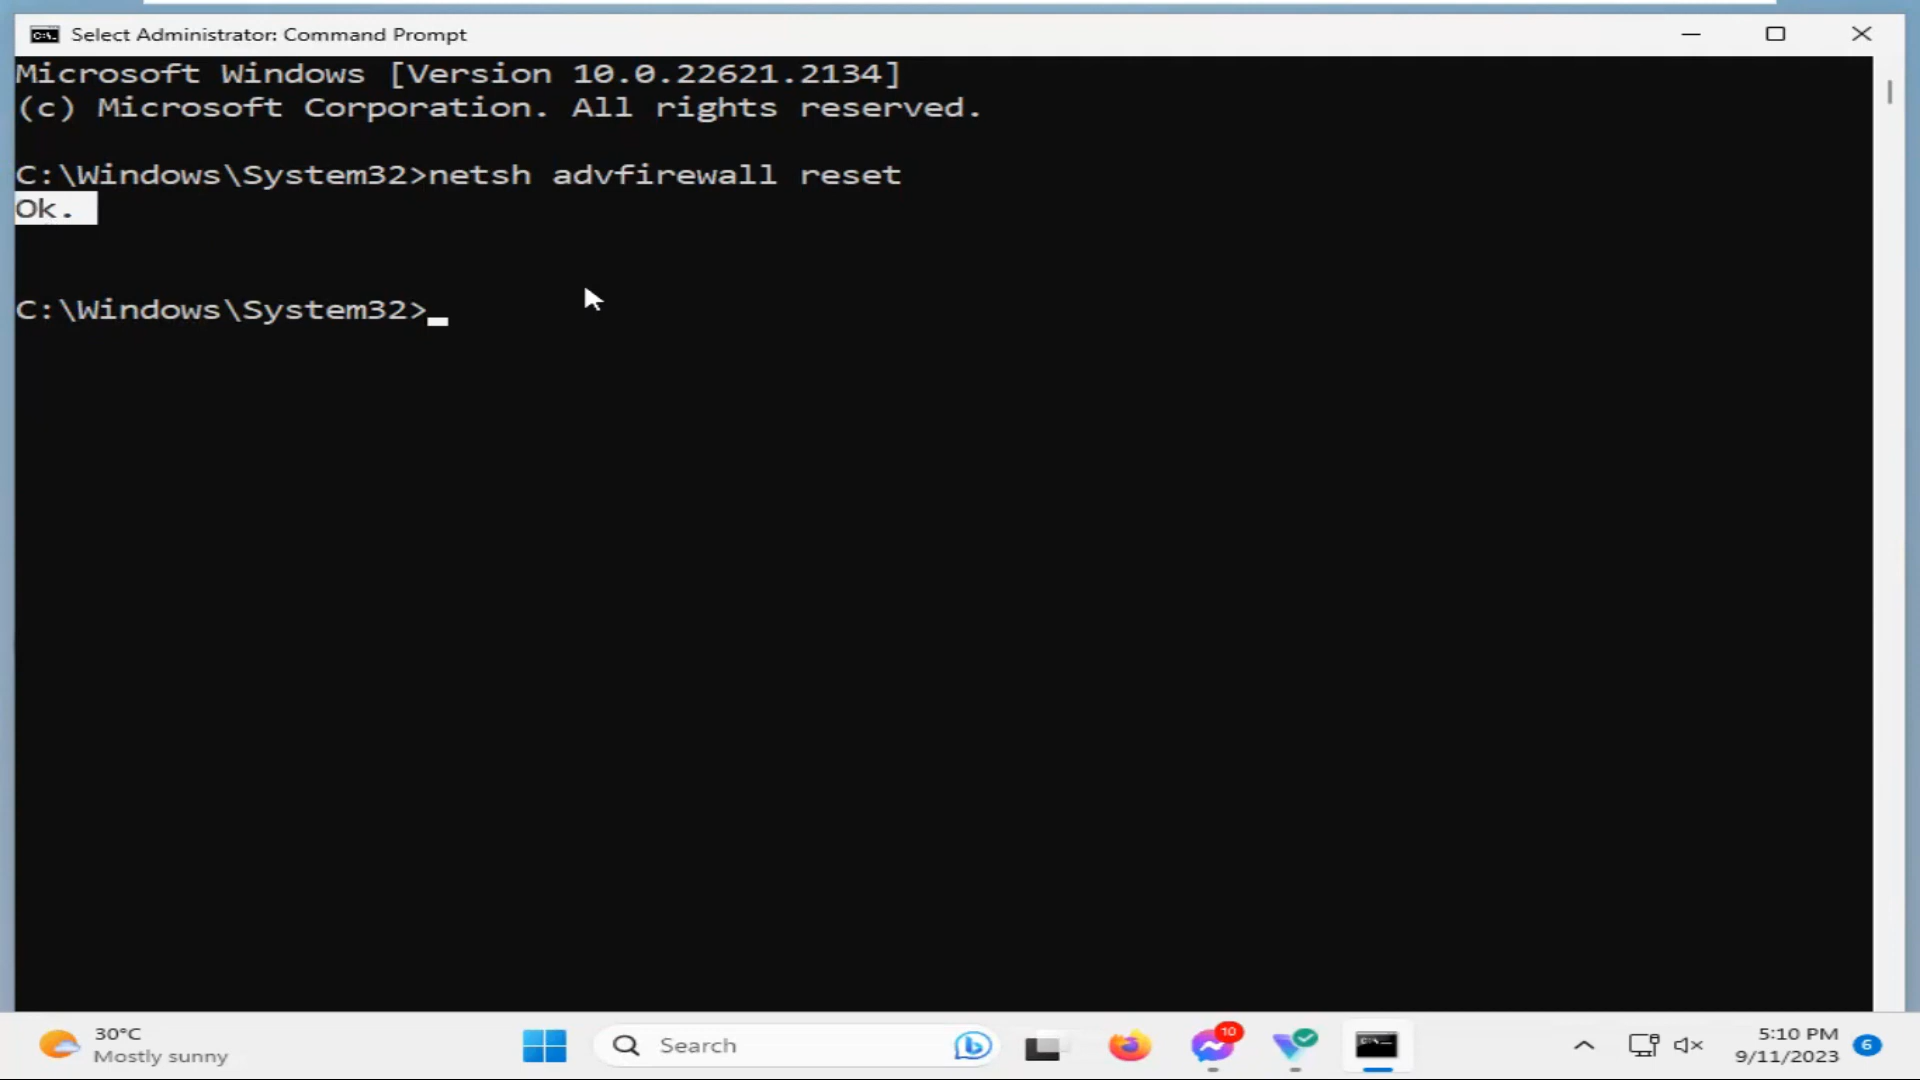 Select Administrator: Command Prompt
Microsoft Windows [Version 10.0.22621.2134]
(c) Microsoft Corporation. All rights reserved.
C:\Windows\System32>netsh advfirewall reset
Ok.
C:\Windows\System32>
30°C
Mostly sunny
Search
10
5:10 PM
9/11/2023
6